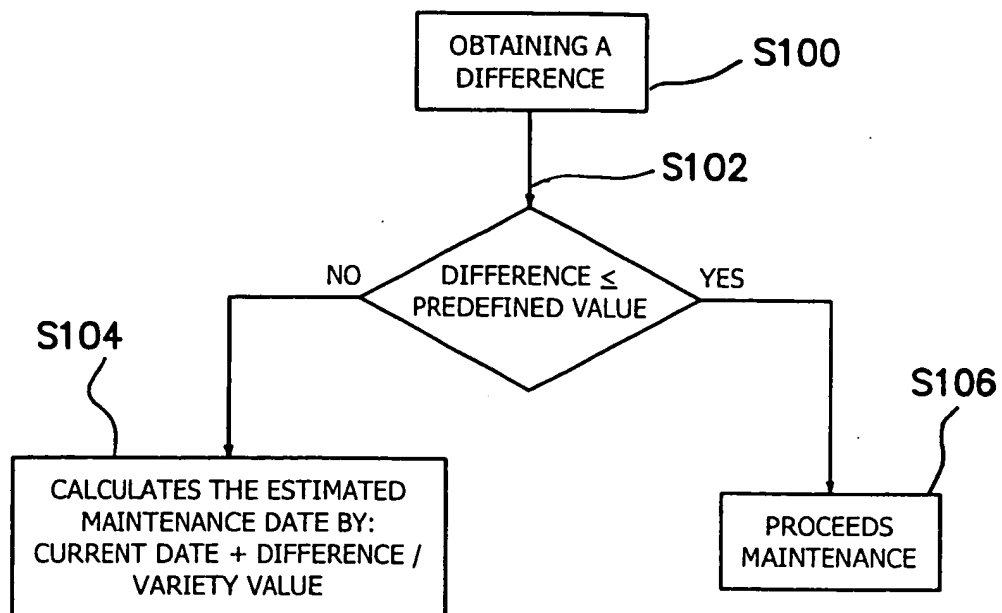 OBTAINING A
DIFFERENCE
S100
S102
DIFFERENCE ≤
PREDEFINED VALUE
NO
YES
S104
CALCULATES THE ESTIMATED
MAINTENANCE DATE BY:
CURRENT DATE + DIFFERENCE /
VARIETY VALUE
S106
PROCEEDS
MAINTENANCE